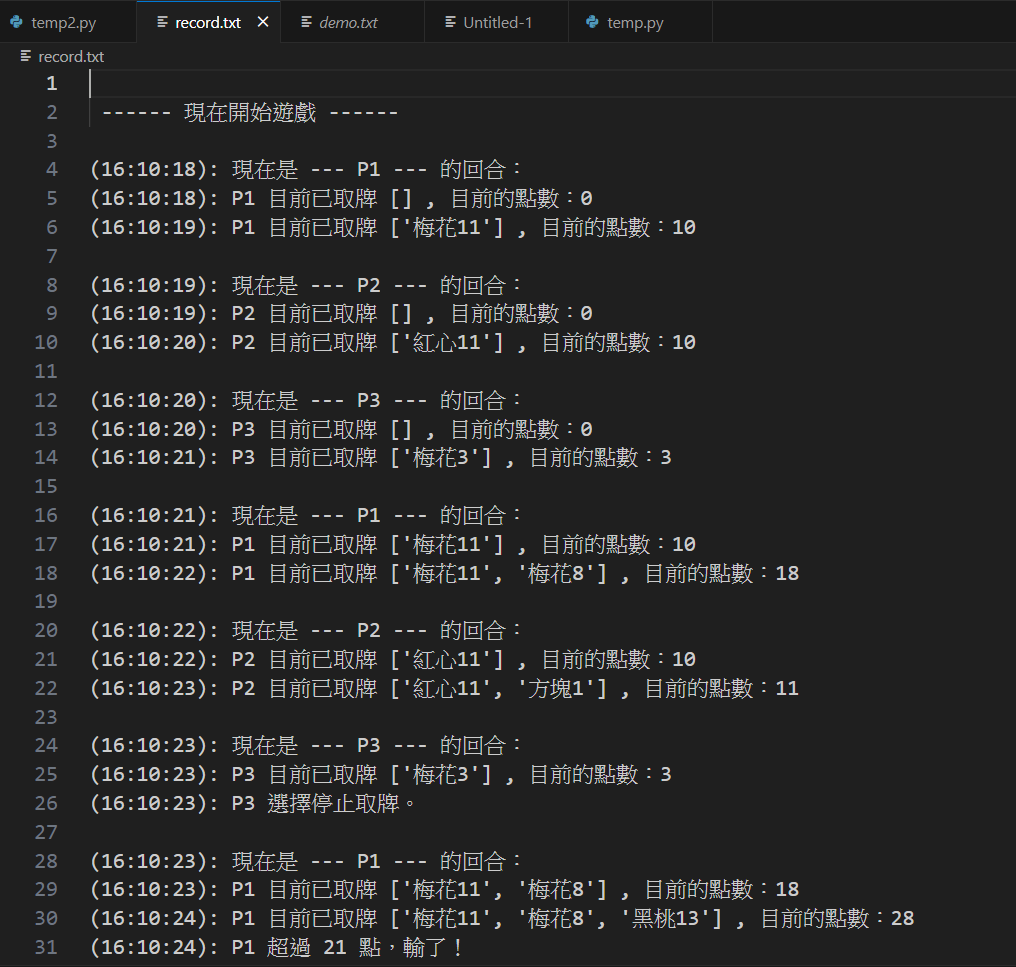 temp2.py record.txt demo.txt Untitled-1 temp.py
record.txt
1
2 ------ 現在開始遊戲 ------
3
4 (16:10:18): 現在是 --- P1 --- 的回合：
5 (16:10:18): P1 目前已取牌 [] , 目前的點數：0
6 (16:10:19): P1 目前已取牌 ['梅花11'] , 目前的點數：10
7
8 (16:10:19): 現在是 --- P2 --- 的回合：
9 (16:10:19): P2 目前已取牌 [] , 目前的點數：0
10 (16:10:20): P2 目前已取牌 ['紅心11'] , 目前的點數：10
11
12 (16:10:20): 現在是 --- P3 --- 的回合：
13 (16:10:20): P3 目前已取牌 [] , 目前的點數：0
14 (16:10:21): P3 目前已取牌 ['梅花3'] , 目前的點數：3
15
16 (16:10:21): 現在是 --- P1 --- 的回合：
17 (16:10:21): P1 目前已取牌 ['梅花11'] , 目前的點數：10
18 (16:10:22): P1 目前已取牌 ['梅花11', '梅花8'] , 目前的點數：18
19
20 (16:10:22): 現在是 --- P2 --- 的回合：
21 (16:10:22): P2 目前已取牌 ['紅心11'] , 目前的點數：10
22 (16:10:23): P2 目前已取牌 ['紅心11', '方塊1'] , 目前的點數：11
23
24 (16:10:23): 現在是 --- P3 --- 的回合：
25 (16:10:23): P3 目前已取牌 ['梅花3'] , 目前的點數：3
26 (16:10:23): P3 選擇停止取牌。
27
28 (16:10:23): 現在是 --- P1 --- 的回合：
29 (16:10:23): P1 目前已取牌 ['梅花11', '梅花8'] , 目前的點數：18
30 (16:10:24): P1 目前已取牌 ['梅花11', '梅花8', '黑桃13'] , 目前的點數：28
31 (16:10:24): P1 超過 21 點，輸了！